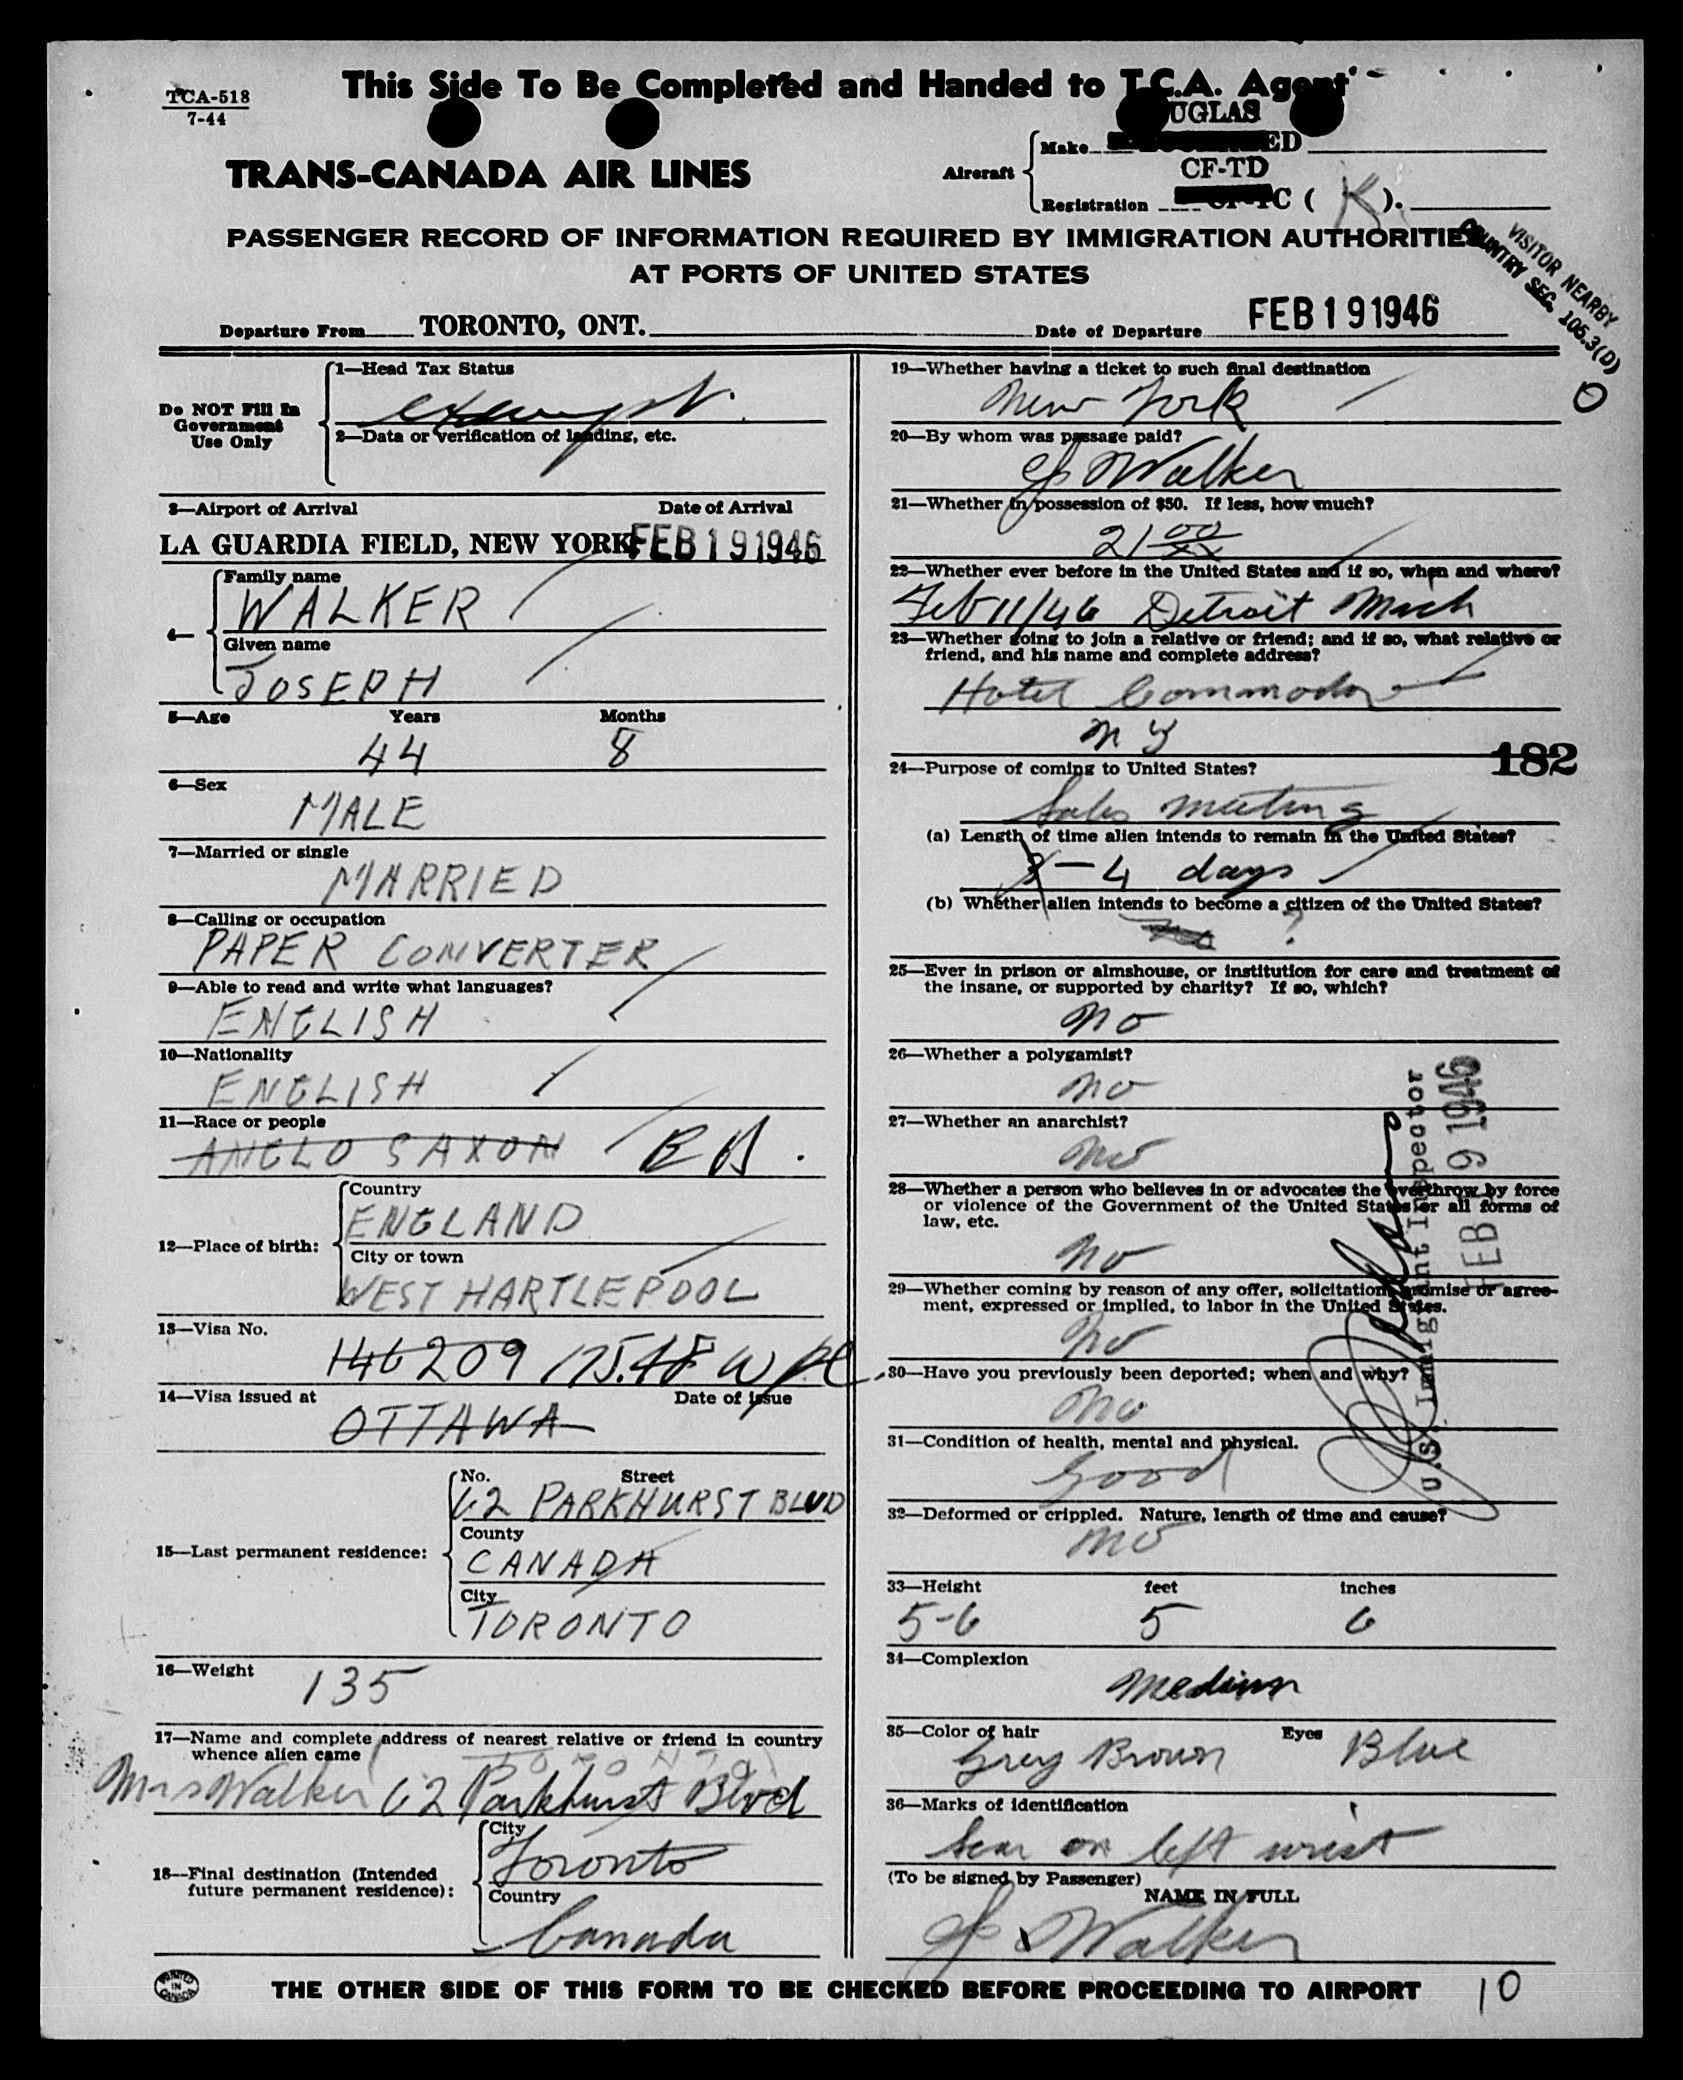 This Side To Be Completed and Handed to T.C.A. Agent
TCA-518
7-44
TRANS-CANADA AIR LINES
Aircraft
Make
UGLAS
ED
CF-TD
Registration
CF-TC ( K ).
PASSENGER RECORD OF INFORMATION REQUIRED BY IMMIGRATION AUTHORITIES
AT PORTS OF UNITED STATES
VISITOR NEARBY
COUNTRY SEC. 105.3(D)
Departure From TORONTO, ONT.
Date of Departure FEB 19 1946
Do NOT Fill In
Government
Use Only
1—Head Tax Status
exempt.
2—Data or verification of landing, etc.
3—Airport of Arrival Date of Arrival
LA GUARDIA FIELD, NEW YORK FEB 19 1946
4—
Family name
WALKER
Given name
JOSEPH
5—Age Years Months
44 8
6—Sex
MALE
7—Married or single
MARRIED
8—Calling or occupation
PAPER CONVERTER
9—Able to read and write what languages?
ENGLISH
10—Nationality
ENGLISH
11—Race or people
ANGLO SAXON
12—Place of birth:
Country
ENGLAND
City or town
WEST HARTLEPOOL
13—Visa No.
146209 175.48
14—Visa issued at Date of issue
OTTAWA
15—Last permanent residence:
No. Street
62 PARKHURST BLVD
County
CANADA
City
TORONTO
16—Weight
135
17—Name and complete address of nearest relative or friend in country
whence alien came
TORONTO
Mrs Walker 62 Parkhurst Blvd
18—Final destination (Intended
future permanent residence):
City
Toronto
Country
Canada
19—Whether having a ticket to such final destination
New York
O
20—By whom was passage paid?
J Walker
21—Whether in possession of $50. If less, how much?
21 00/xx
22—Whether ever before in the United States and if so, when and where?
Feb 11/46 Detroit Mich
23—Whether going to join a relative or friend; and if so, what relative or
friend, and his name and complete address?
Hotel Commodore
N Y
182
24—Purpose of coming to United States?
Sales meeting
(a) Length of time alien intends to remain in the United States?
3-4 days
(b) Whether alien intends to become a citizen of the United States?
no ?
25—Ever in prison or almshouse, or institution for care and treatment of
the insane, or supported by charity? If so, which?
no
26—Whether a polygamist?
no
27—Whether an anarchist?
no
28—Whether a person who believes in or advocates the overthrow by force
or violence of the Government of the United States or all forms of
law, etc.
no
29—Whether coming by reason of any offer, solicitation, promise or agree-
ment, expressed or implied, to labor in the United States.
no
30—Have you previously been deported; when and why?
no
31—Condition of health, mental and physical.
good
32—Deformed or crippled. Nature, length of time and cause?
no
U.S. Immigrant Inspector
FEB 19 1946
33—Height feet inches
5-6 5 6
34—Complexion
Medium
35—Color of hair Eyes
Grey Brown Blue
36—Marks of identification
Scar on left wrist
(To be signed by Passenger)
NAME IN FULL
J Walker
PRINTED
IN
CANADA
THE OTHER SIDE OF THIS FORM TO BE CHECKED BEFORE PROCEEDING TO AIRPORT
10